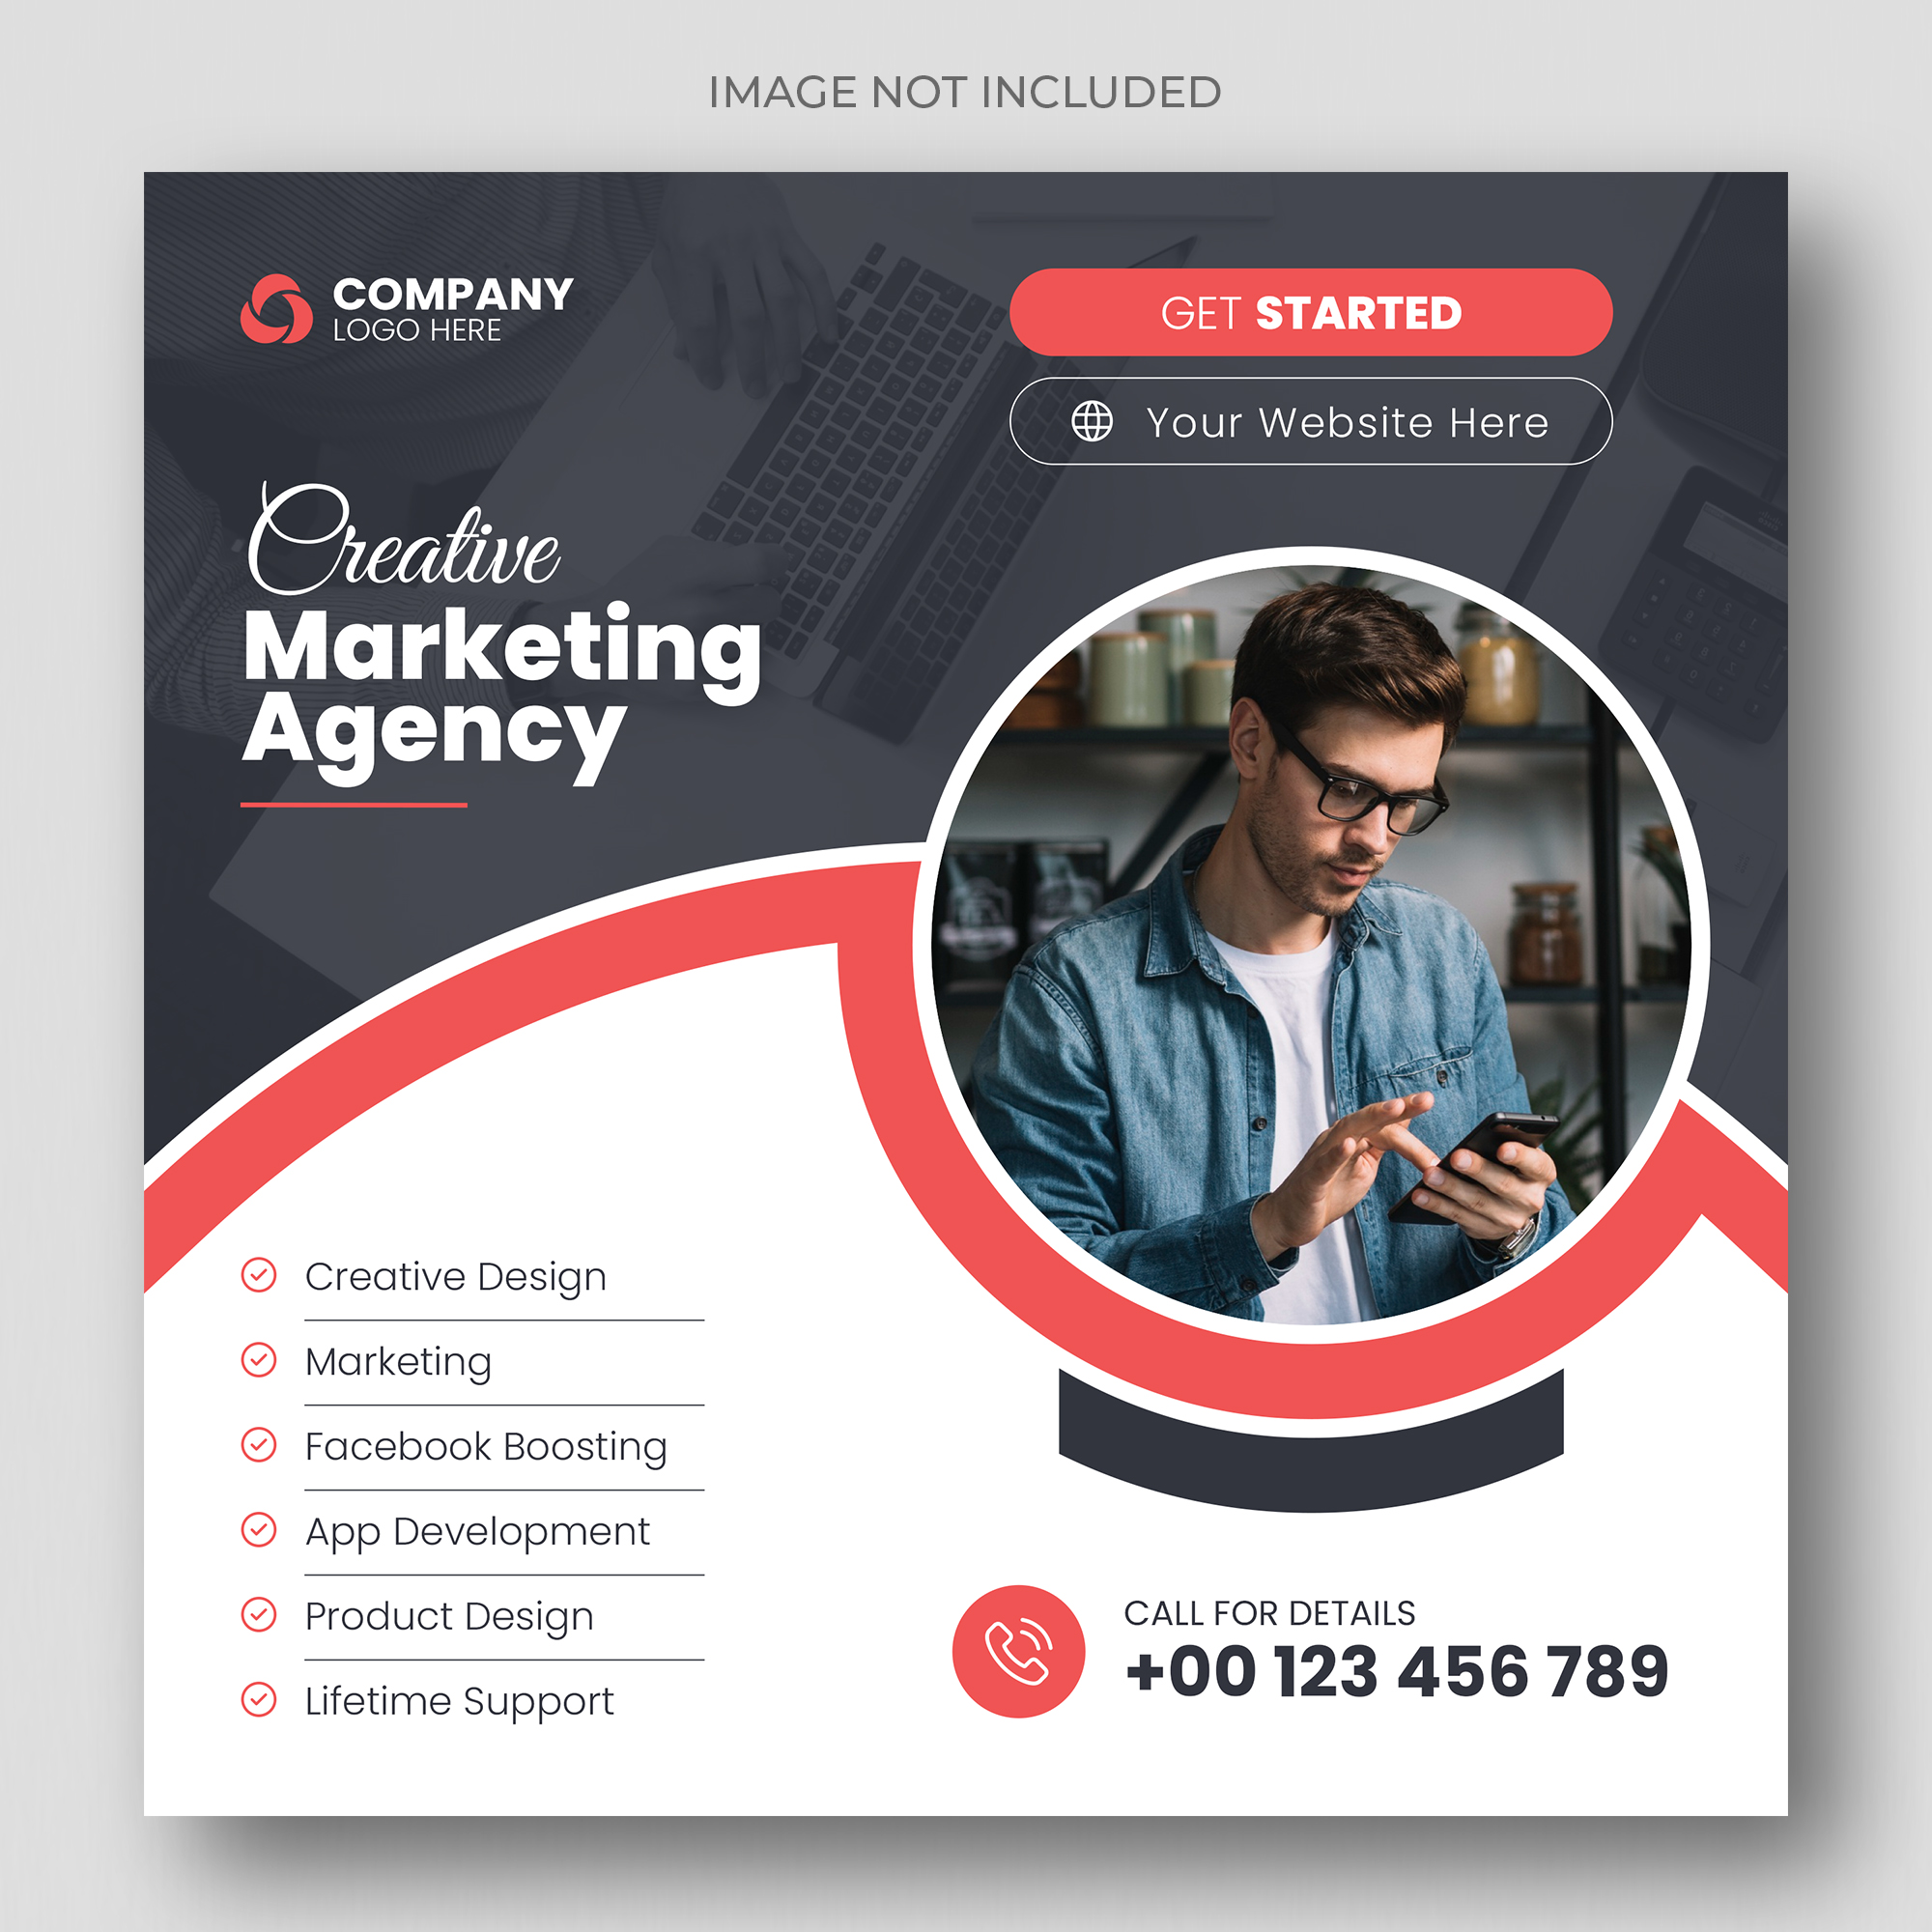 IMAGE NOT INCLUDED
COMPANY
LOGO HERE
GET STARTED
Your Website Here
Creative
Marketing
Agency
Creative Design
Marketing
Facebook Boosting
App Development
Product Design
Lifetime Support
CALL FOR DETAILS
+00 123 456 789